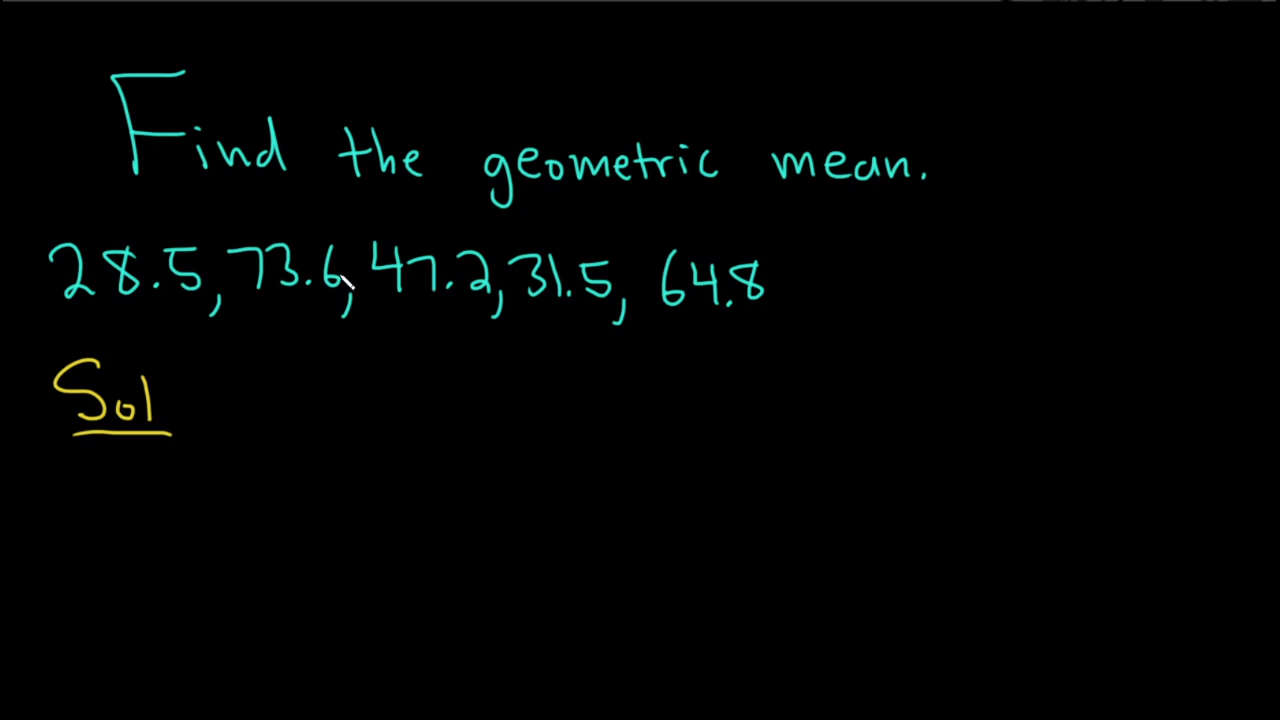 Find the geometric mean.
28.5, 73.6, 47.2, 31.5, 64.8
Sol